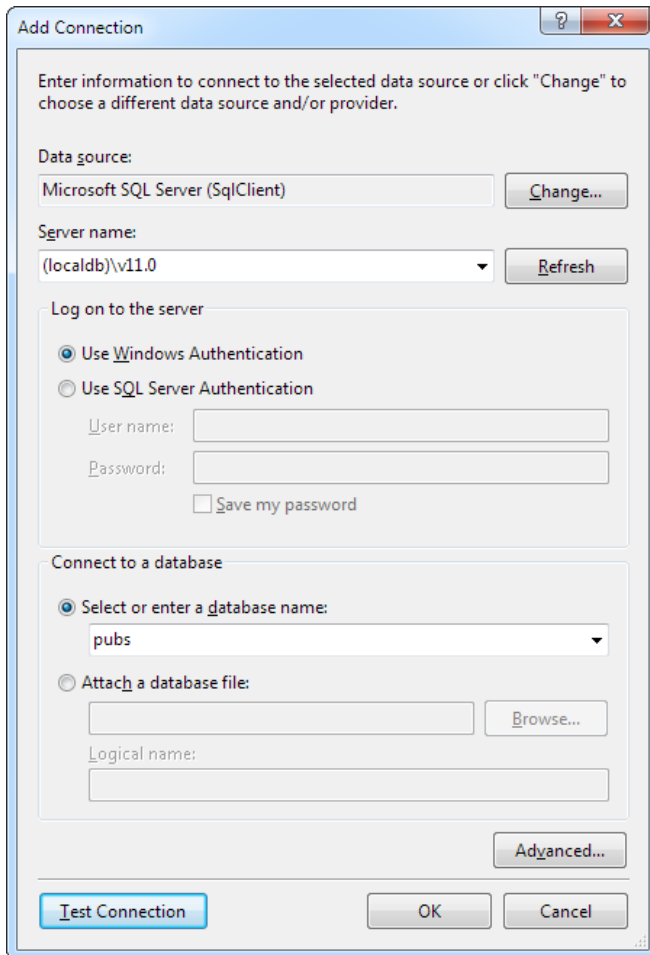 Add Connection
Enter information to connect to the selected data source or click "Change" to
choose a different data source and/or provider.
Data source:
Microsoft SQL Server (SqlClient)
Change...
Server name:
(localdb)\v11.0
Refresh
Log on to the server
Use Windows Authentication
Use SQL Server Authentication
User name:
Password:
Save my password
Connect to a database
Select or enter a database name:
pubs
Attach a database file:
Browse...
Logical name:
Advanced...
Test Connection
OK
Cancel